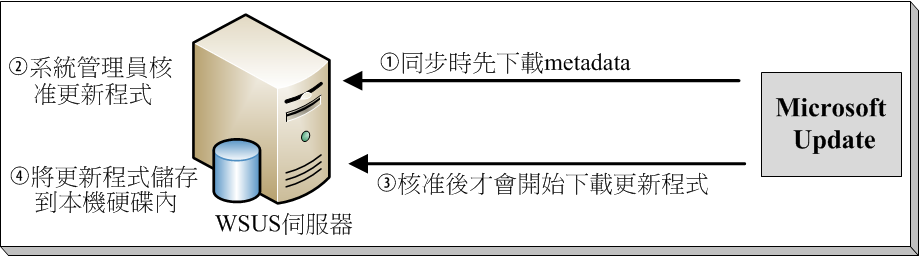 ①同步時先下載metadata
②系統管理員核
准更新程式
Microsoft
Update
③核准後才會開始下載更新程式
④將更新程式儲存
到本機硬碟內
WSUS伺服器